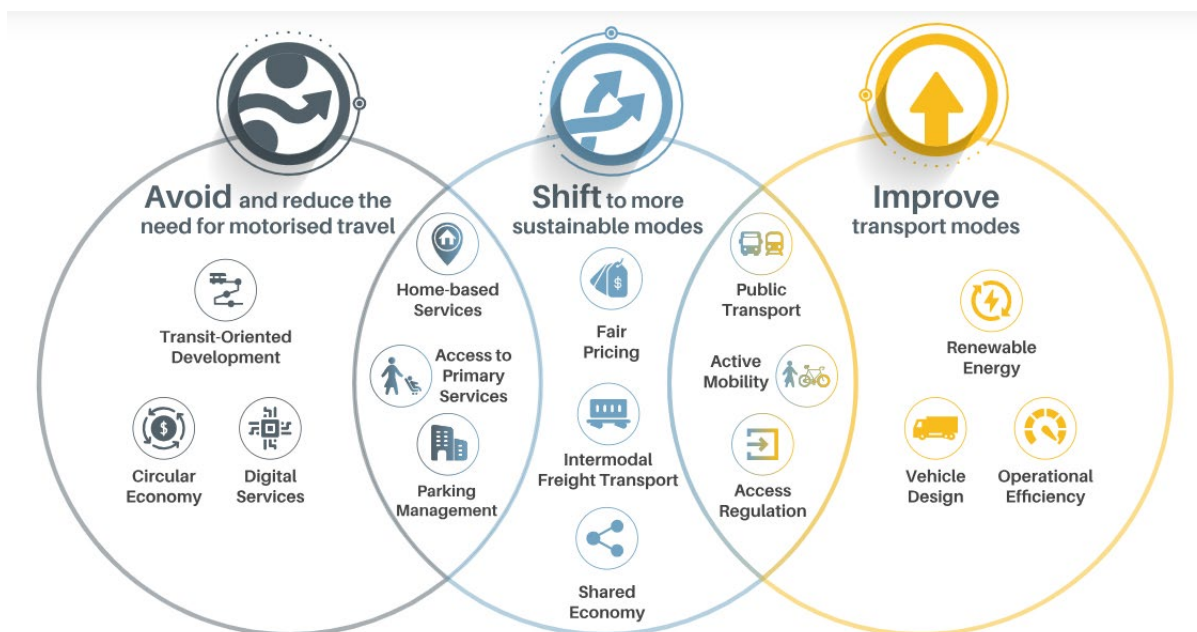 Avoid and reduce the
need for motorised travel
Shift to more
sustainable modes
Improve
transport modes
Transit-Oriented
Development
Circular
Economy
Digital
Services
Home-based
Services
Access to
Primary
Services
Parking
Management
Fair
Pricing
Intermodal
Freight Transport
Shared
Economy
Public
Transport
Active
Mobility
Access
Regulation
Renewable
Energy
Vehicle
Design
Operational
Efficiency